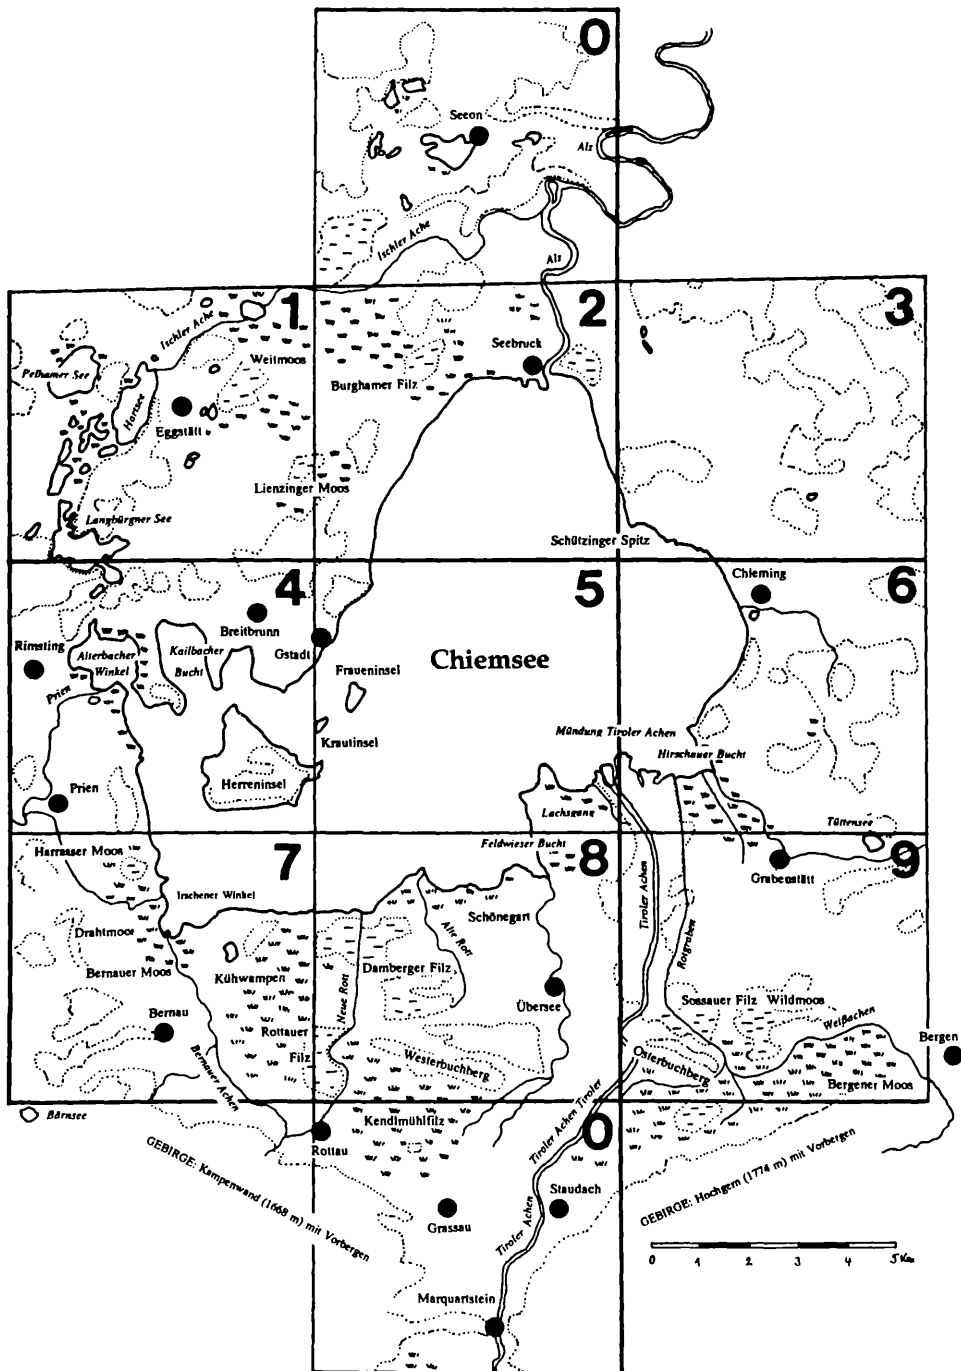 0
Seeon
Alz
Ischler Ache
Alz
1
2
3
Ischler Ache
Pelhamer See
Hartsee
Weitmoos
Eggstätt
Seebruck
Burghamer Filz
Lienzinger Moos
Langbürgner See
Schützinger Spitz
4
5
6
Chieming
Breitbrunn
Gstadt
Rimsting
Aiterbacher
Winkel
Kailbacher
Bucht
Chiemsee
Fraueninsel
Prien
Krautinsel
Herreninsel
Mündung Tiroler Achen
Hirschauer Bucht
Prien
Lachsgang
Tüttensee
7
8
9
Harrasser Moos
Feldwieser Bucht
Grabenstätt
Irschener Winkel
Drahtmoos
Bernauer Moos
Schönegart
Alte Rott
Tiroler Achen
Rotgraben
Kühwampen
Damberger Filz
Neue Rott
Übersee
Bernau
Rottauer
Filz
Sossauer Filz Wildmoos
Weißachen
Bergen
Bernauer Achen
Westerbuchberg
Osterbuchberg
Bergener Moos
Bärnsee
Kendlmühlfilz
0
Rottau
Tiroler Achen Tiroler
GEBIRGE: Kampenwand (1668 m) mit Vorbergen
Grassau
Staudach
Tiroler Achen
GEBIRGE: Hochgern (1774 m) mit Vorbergen
0 1 2 3 4 5 Km
Marquartstein